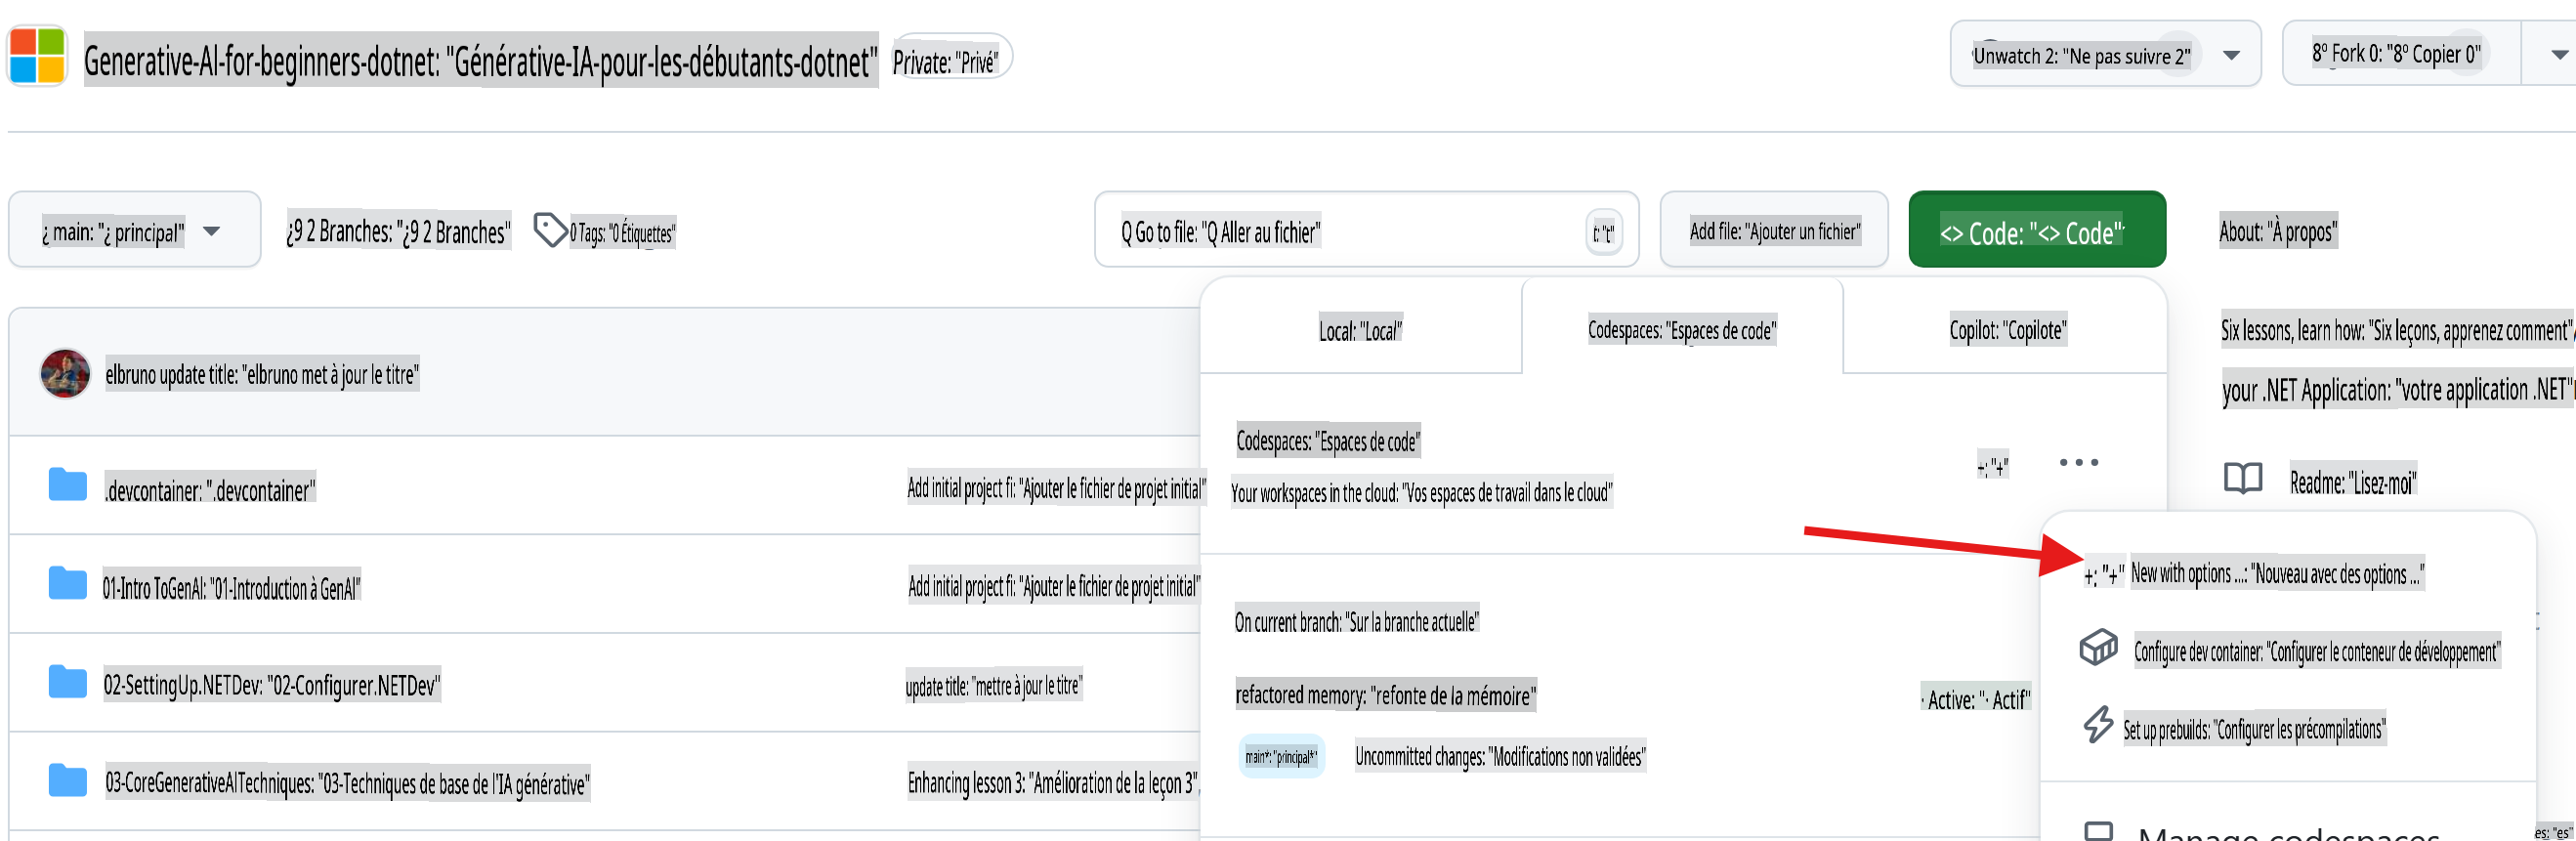 Generative-AI-for-beginners-dotnet: "Générative-IA-pour-les-débutants-dotnet"
Private: "Privé"
Unwatch 2: "Ne pas suivre 2"
8º Fork 0: "8º Copier 0"
¿ main: "¿ principal"
¿9 2 Branches: "¿9 2 Branches"
0 Tags: "0 Étiquettes"
Q Go to file: "Q Aller au fichier"
t: "t"
Add file: "Ajouter un fichier"
<> Code: "<> Code"
About: "À propos"
Local: "Local"
Codespaces: "Espaces de code"
Copilot: "Copilote"
Six lessons, learn how: "Six leçons, apprenez comment"
elbruno update title: "elbruno met à jour le titre"
your .NET Application: "votre application .NET"
Codespaces: "Espaces de code"
+: "+"
Readme: "Lisez-moi"
.devcontainer: ".devcontainer"
Add initial project fi: "Ajouter le fichier de projet initial"
Your workspaces in the cloud: "Vos espaces de travail dans le cloud"
+: "+" New with options ...: "Nouveau avec des options ..."
01-Intro ToGenAI: "01-Introduction à GenAI"
Add initial project fi: "Ajouter le fichier de projet initial"
On current branch: "Sur la branche actuelle"
Configure dev container: "Configurer le conteneur de développement"
02-SettingUp.NETDev: "02-Configurer.NETDev"
update title: "mettre à jour le titre"
refactored memory: "refonte de la mémoire"
· Active: "· Actif"
Set up prebuilds: "Configurer les précompilations"
main*: "principal*"
Uncommitted changes: "Modifications non validées"
03-CoreGenerativeAITechniques: "03-Techniques de base de l'IA générative"
Enhancing lesson 3: "Amélioration de la leçon 3"
Manage codespaces
es: "es"